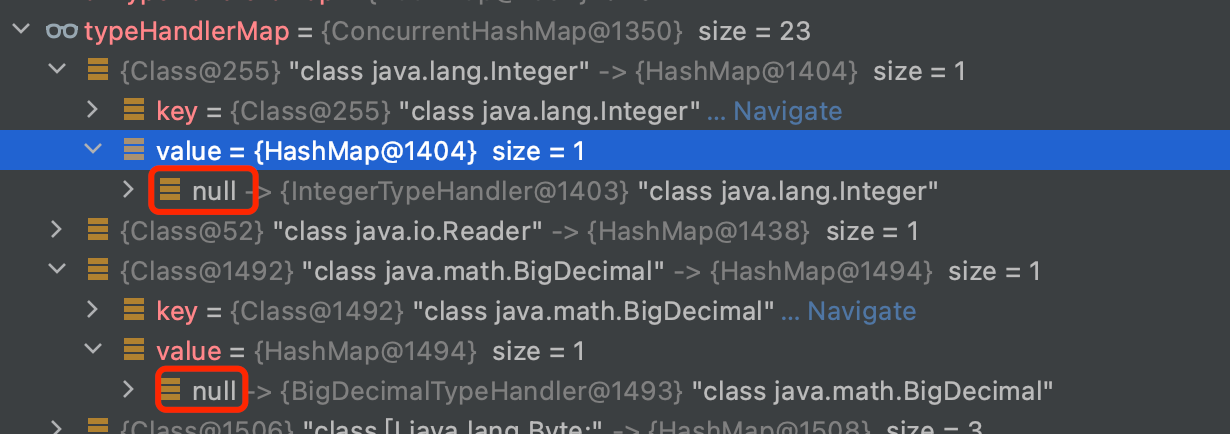 typeHandlerMap = {ConcurrentHashMap@1350} size = 23
{Class@255} "class java.lang.Integer" -> {HashMap@1404} size = 1
key = {Class@255} "class java.lang.Integer" ... Navigate
value = {HashMap@1404} size = 1
null -> {IntegerTypeHandler@1403} "class java.lang.Integer"
{Class@52} "class java.io.Reader" -> {HashMap@1438} size = 1
{Class@1492} "class java.math.BigDecimal" -> {HashMap@1494} size = 1
key = {Class@1492} "class java.math.BigDecimal" ... Navigate
value = {HashMap@1494} size = 1
null -> {BigDecimalTypeHandler@1493} "class java.math.BigDecimal"
{Class@1506} "class [Ljava.lang.Byte;" -> {HashMap@1508} size = 3